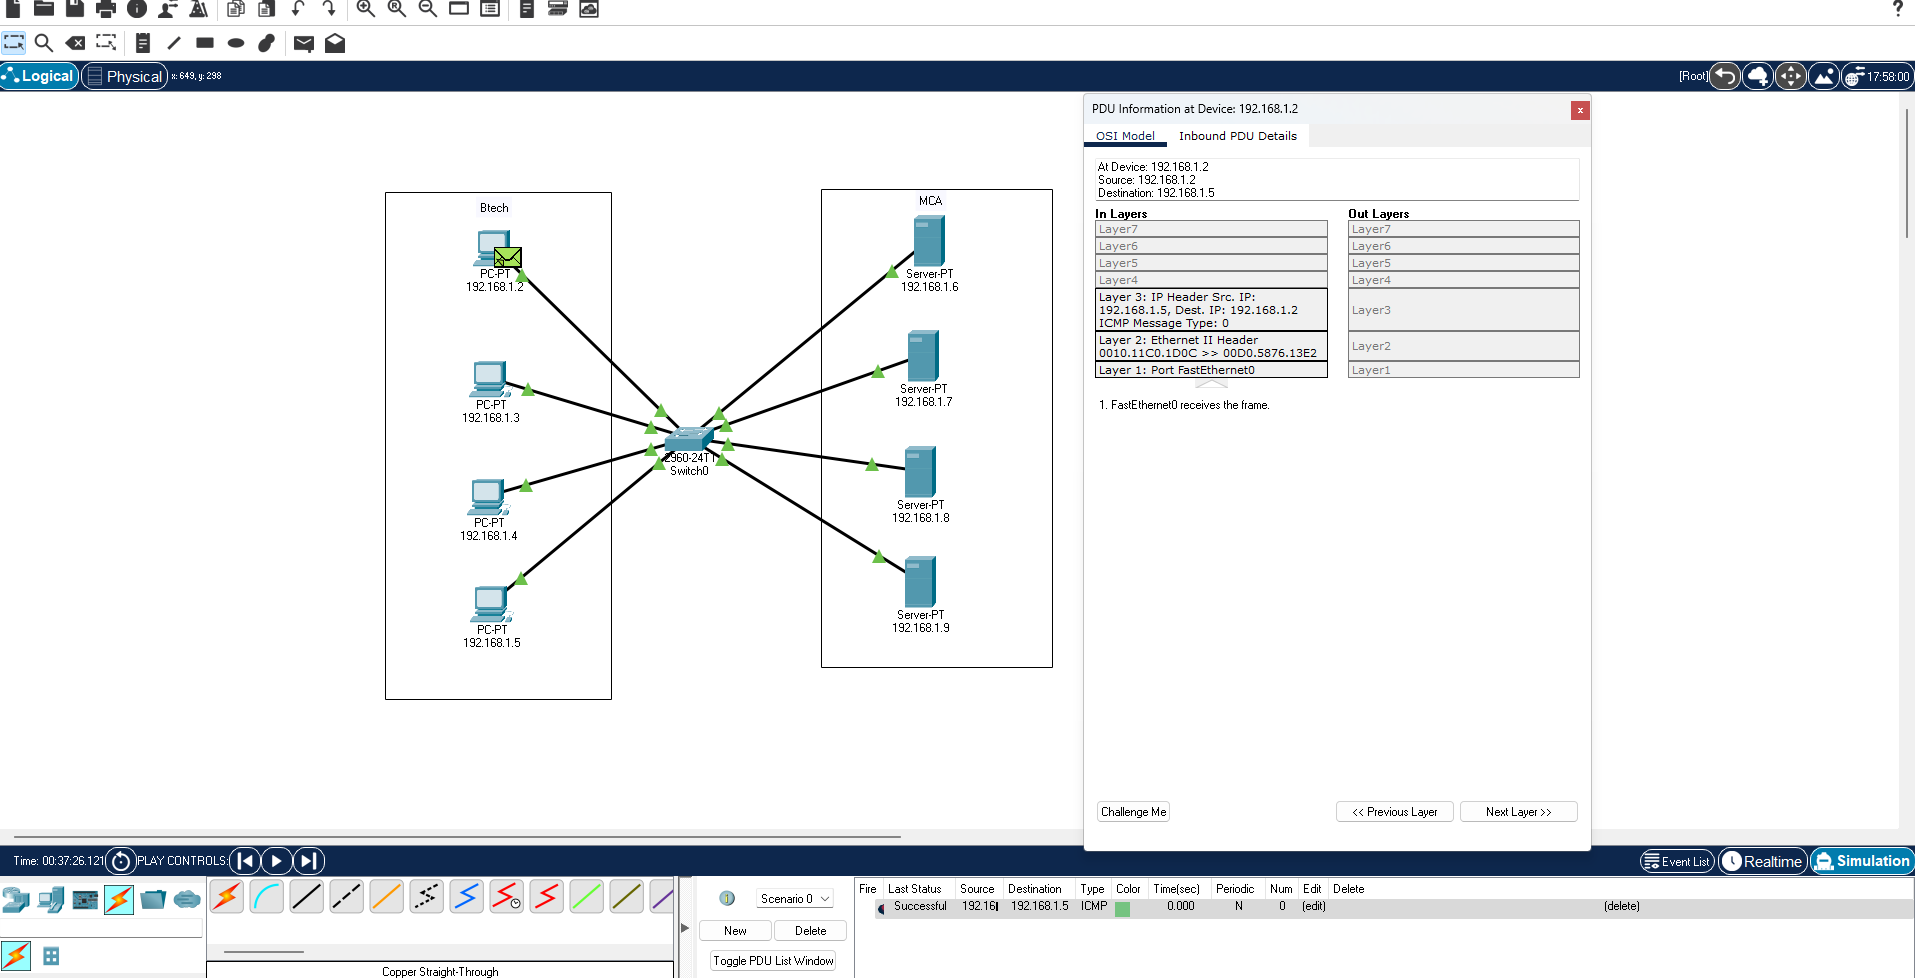 Logical
Physical
x: 649, y: 298
[Root]
17:58:00
PDU Information at Device: 192.168.1.2
x
OSI Model
Inbound PDU Details
At Device: 192.168.1.2
Source: 192.168.1.2
Destination: 192.168.1.5
In Layers
Out Layers
Layer7
Layer7
Layer6
Layer6
Layer5
Layer5
Layer4
Layer4
Layer 3: IP Header Src. IP:
192.168.1.5, Dest. IP: 192.168.1.2
ICMP Message Type: 0
Layer3
Layer 2: Ethernet II Header
0010.11C0.1D0C >> 00D0.5876.13E2
Layer2
Layer 1: Port FastEthernet0
Layer1
1. FastEthernet0 receives the frame.
Challenge Me
<< Previous Layer
Next Layer >>
Btech
PC-PT
192.168.1.2
PC-PT
192.168.1.3
PC-PT
192.168.1.4
PC-PT
192.168.1.5
2960-24TT
Switch0
MCA
Server-PT
192.168.1.6
Server-PT
192.168.1.7
Server-PT
192.168.1.8
Server-PT
192.168.1.9
Time: 00:37:26.121
PLAY CONTROLS:
Event List
Realtime
Simulation
Scenario 0
New
Delete
Toggle PDU List Window
Copper Straight-Through
Fire Last Status Source Destination Type Color Time(sec) Periodic Num Edit Delete
Successful 192.16 192.168.1.5 ICMP 0.000 N 0 (edit) (delete)